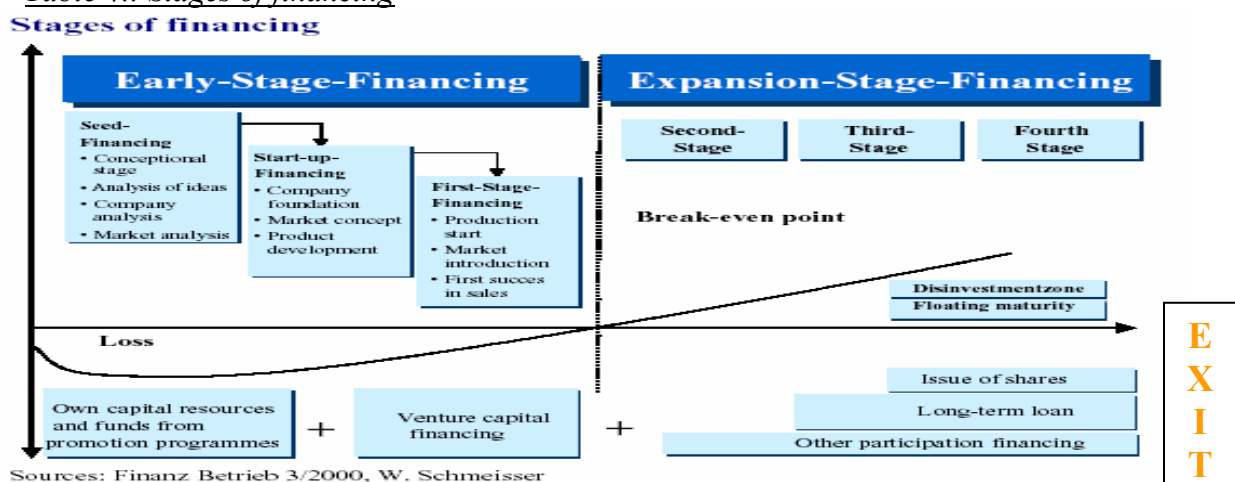 Stages of financing
Early-Stage-Financing
Expansion-Stage-Financing
Seed-
Financing
• Conceptional
stage
• Analysis of ideas
• Company
analysis
• Market analysis
Start-up-
Financing
• Company
foundation
• Market concept
• Product
development
First-Stage-
Financing
• Production
start
• Market
introduction
• First succes
in sales
Second-
Stage
Third-
Stage
Fourth
Stage
Break-even point
Disinvestmentzone
Floating maturity
Loss
Own capital resources
and funds from
promotion programmes
+
Venture capital
financing
+
Issue of shares
Long-term loan
Other participation financing
E
X
I
T
Sources: Finanz Betrieb 3/2000, W. Schmeisser